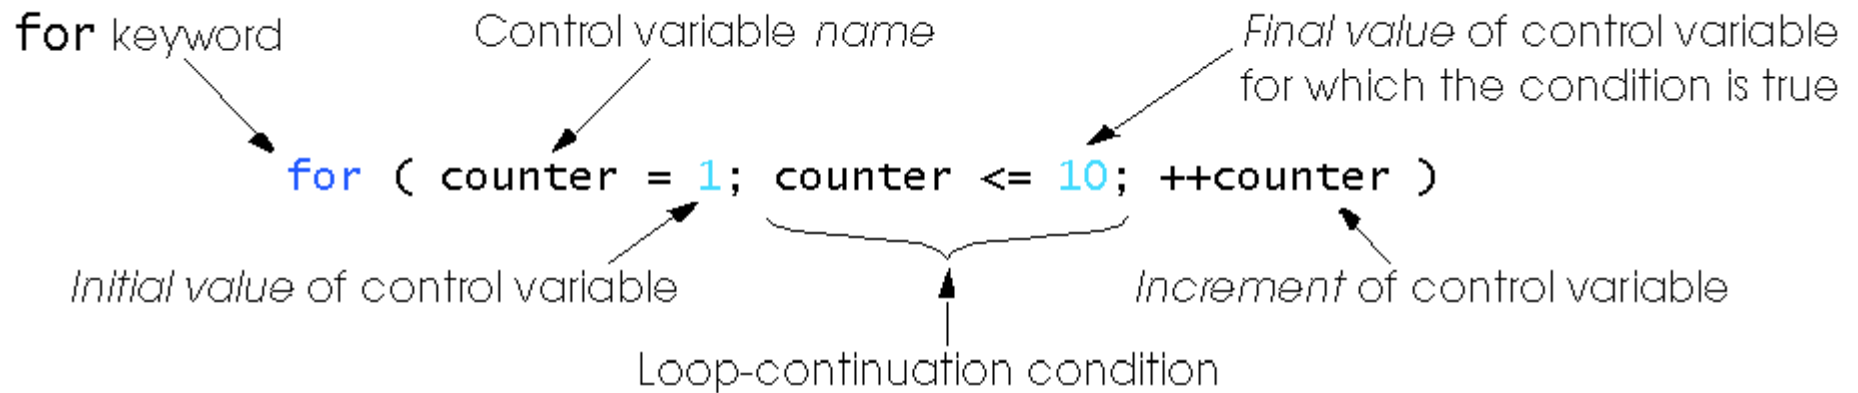 for keyword
Control variable name
Final value of control variable
for which the condition is true
for ( counter = 1; counter <= 10; ++counter )
Initial value of control variable
Increment of control variable
Loop-continuation condition